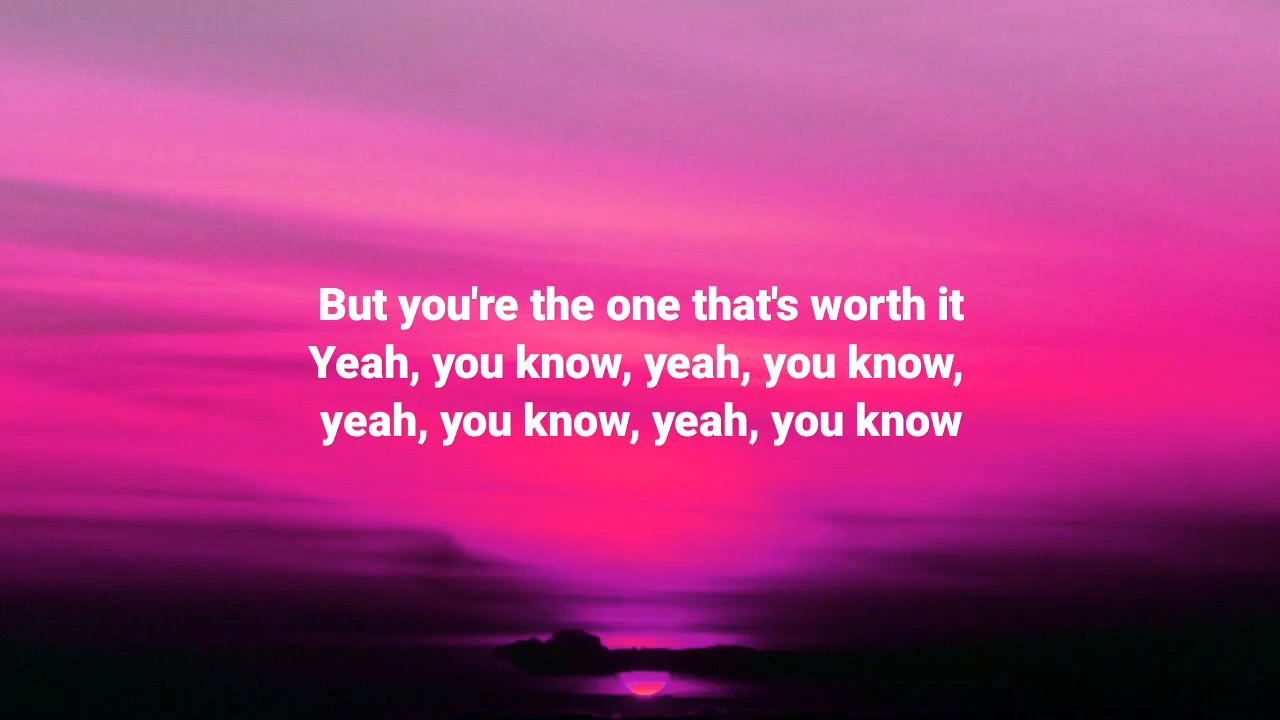 But you're the one that's worth it
Yeah, you know, yeah, you know,
yeah, you know, yeah, you know